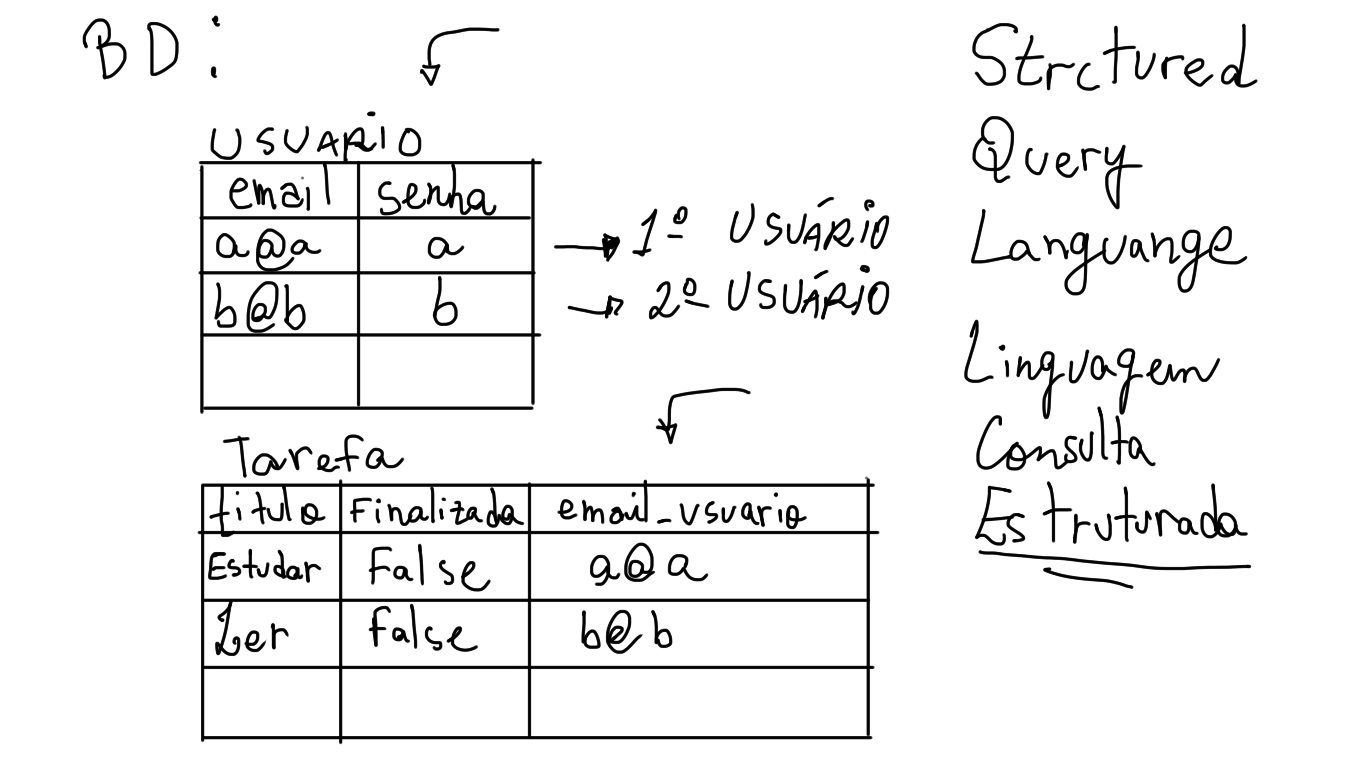 BD:
USUARIO
email senha
a@a a
b@b b
1º USUÁRIO
2º USUÁRIO
Tarefa
titulo Finalizada email_usuario
Estudar False a@a
Ler False b@b
Strctured
Query
Languange
Linguagem
Consulta
Estruturada